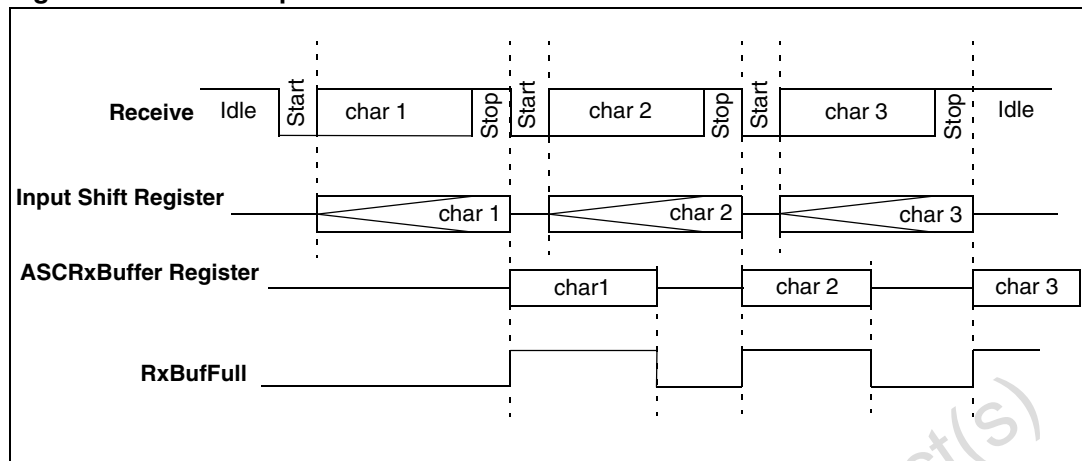 Receive Idle Start char 1 Stop Start char 2 Stop Start char 3 Stop Idle
Input Shift Register char 1 char 2 char 3
ASCRxBuffer Register char1 char 2 char 3
RxBufFull